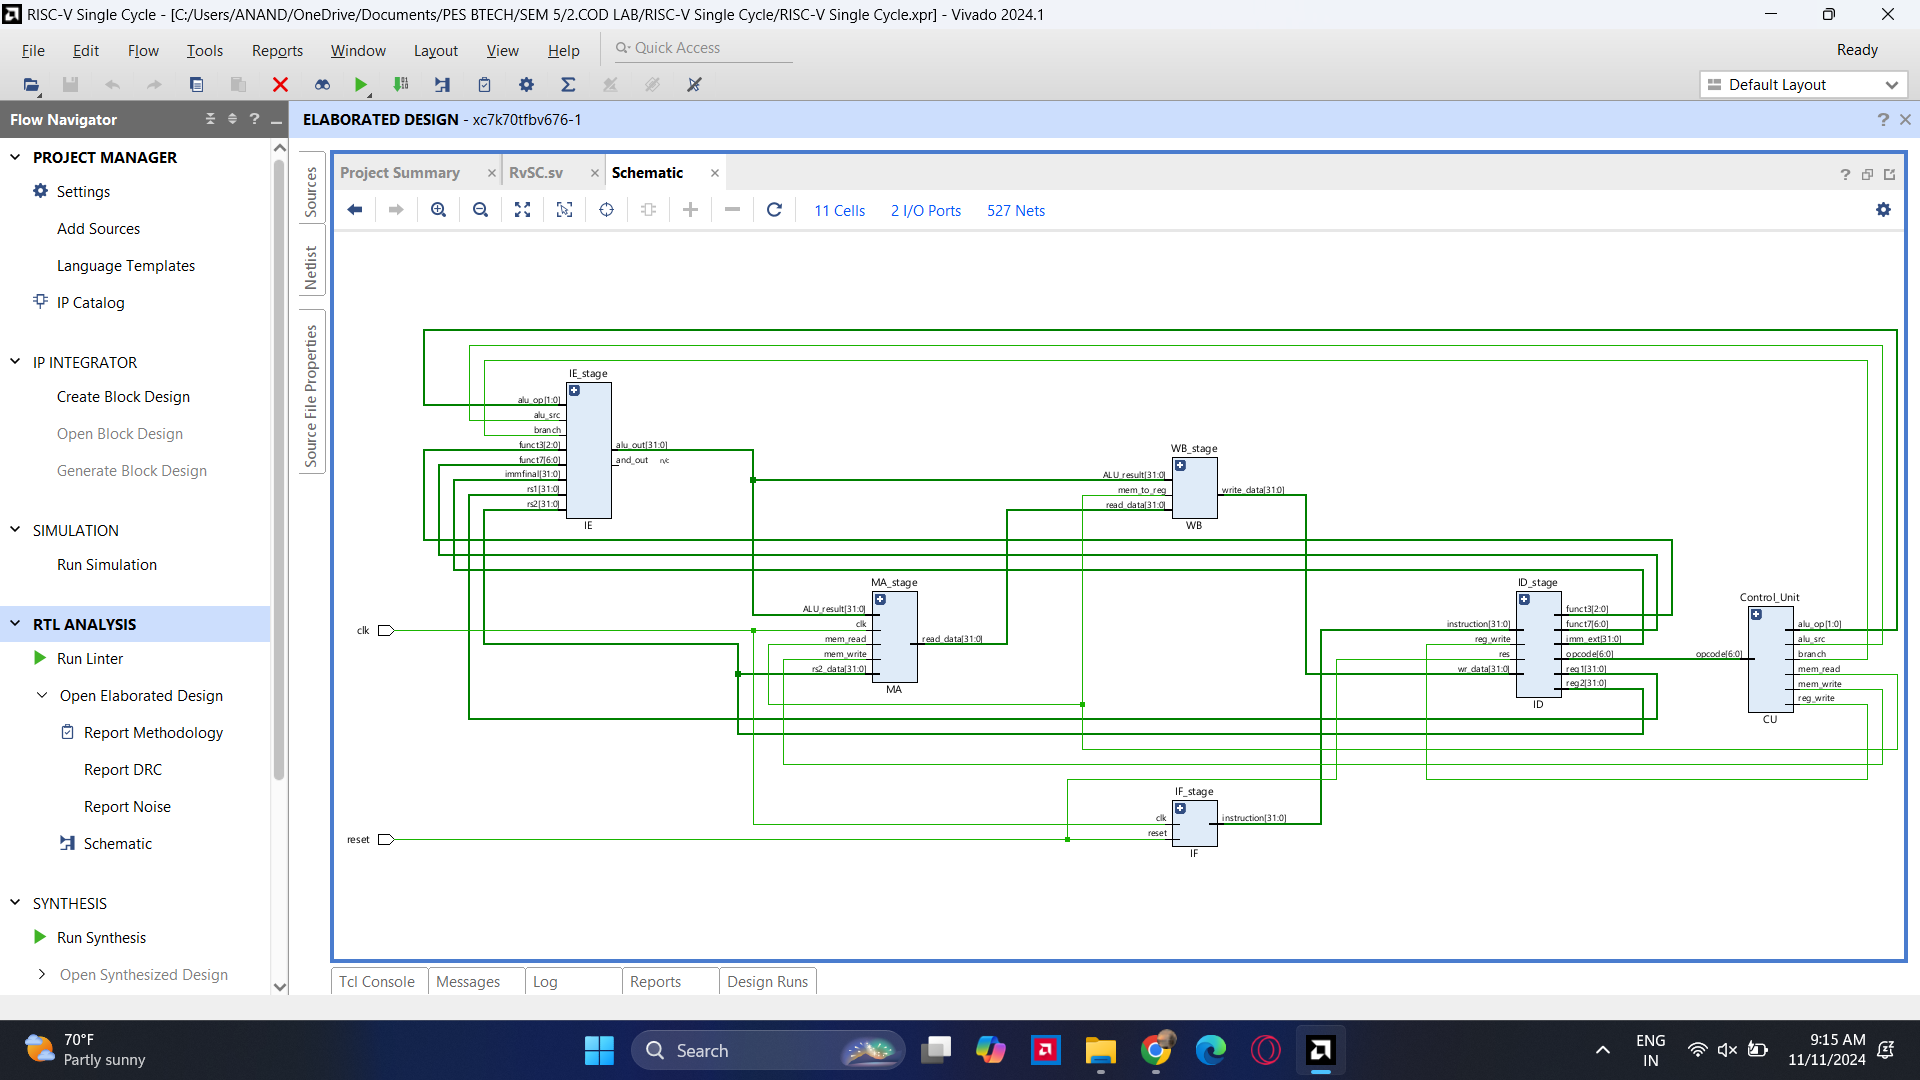 RISC-V Single Cycle - [C:/Users/ANAND/OneDrive/Documents/PES BTECH/SEM 5/2.COD LAB/RISC-V Single Cycle/RISC-V Single Cycle.xpr] - Vivado 2024.1
File Edit Flow Tools Reports Window Layout View Help Quick Access Ready
Default Layout
Flow Navigator
ELABORATED DESIGN - xc7k70tfbv676-1
PROJECT MANAGER
Settings
Add Sources
Language Templates
IP Catalog
IP INTEGRATOR
Create Block Design
Open Block Design
Generate Block Design
SIMULATION
Run Simulation
RTL ANALYSIS
Run Linter
Open Elaborated Design
Report Methodology
Report DRC
Report Noise
Schematic
SYNTHESIS
Run Synthesis
Open Synthesized Design
Sources
Netlist
Source File Properties
Project Summary RvSC.sv Schematic
11 Cells 2 I/O Ports 527 Nets
IE_stage
alu_op[1:0]
alu_src
branch
funct3[2:0]
funct7[6:0]
immfinal[31:0]
rs1[31:0]
rs2[31:0]
alu_out[31:0]
and_out n/c
IE
WB_stage
ALU_result[31:0]
mem_to_reg
read_data[31:0]
write_data[31:0]
WB
MA_stage
ALU_result[31:0]
clk
mem_read
mem_write
rs2_data[31:0]
read_data[31:0]
MA
ID_stage
instruction[31:0]
reg_write
res
wr_data[31:0]
funct3[2:0]
funct7[6:0]
imm_ext[31:0]
opcode[6:0]
reg1[31:0]
reg2[31:0]
ID
Control_Unit
opcode[6:0]
alu_op[1:0]
alu_src
branch
mem_read
mem_write
reg_write
CU
clk
reset
IF_stage
clk
reset
instruction[31:0]
IF
Tcl Console Messages Log Reports Design Runs
70°F
Partly sunny
Search
ENG
IN
9:15 AM
11/11/2024